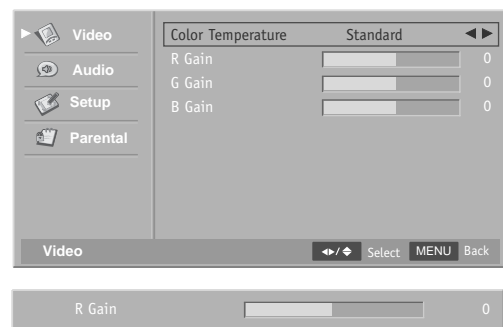 Video
Audio
Setup
Parental
Color Temperature Standard
R Gain 0
G Gain 0
B Gain 0
Video Select MENU Back
R Gain 0